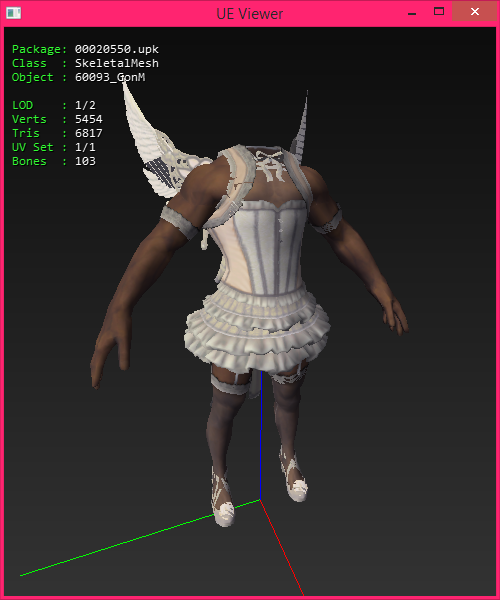 UE Viewer
Package: 00020550.upk
Class : SkeletalMesh
Object : 60093_GonM
LOD : 1/2
Verts : 5454
Tris : 6817
UV Set : 1/1
Bones : 103